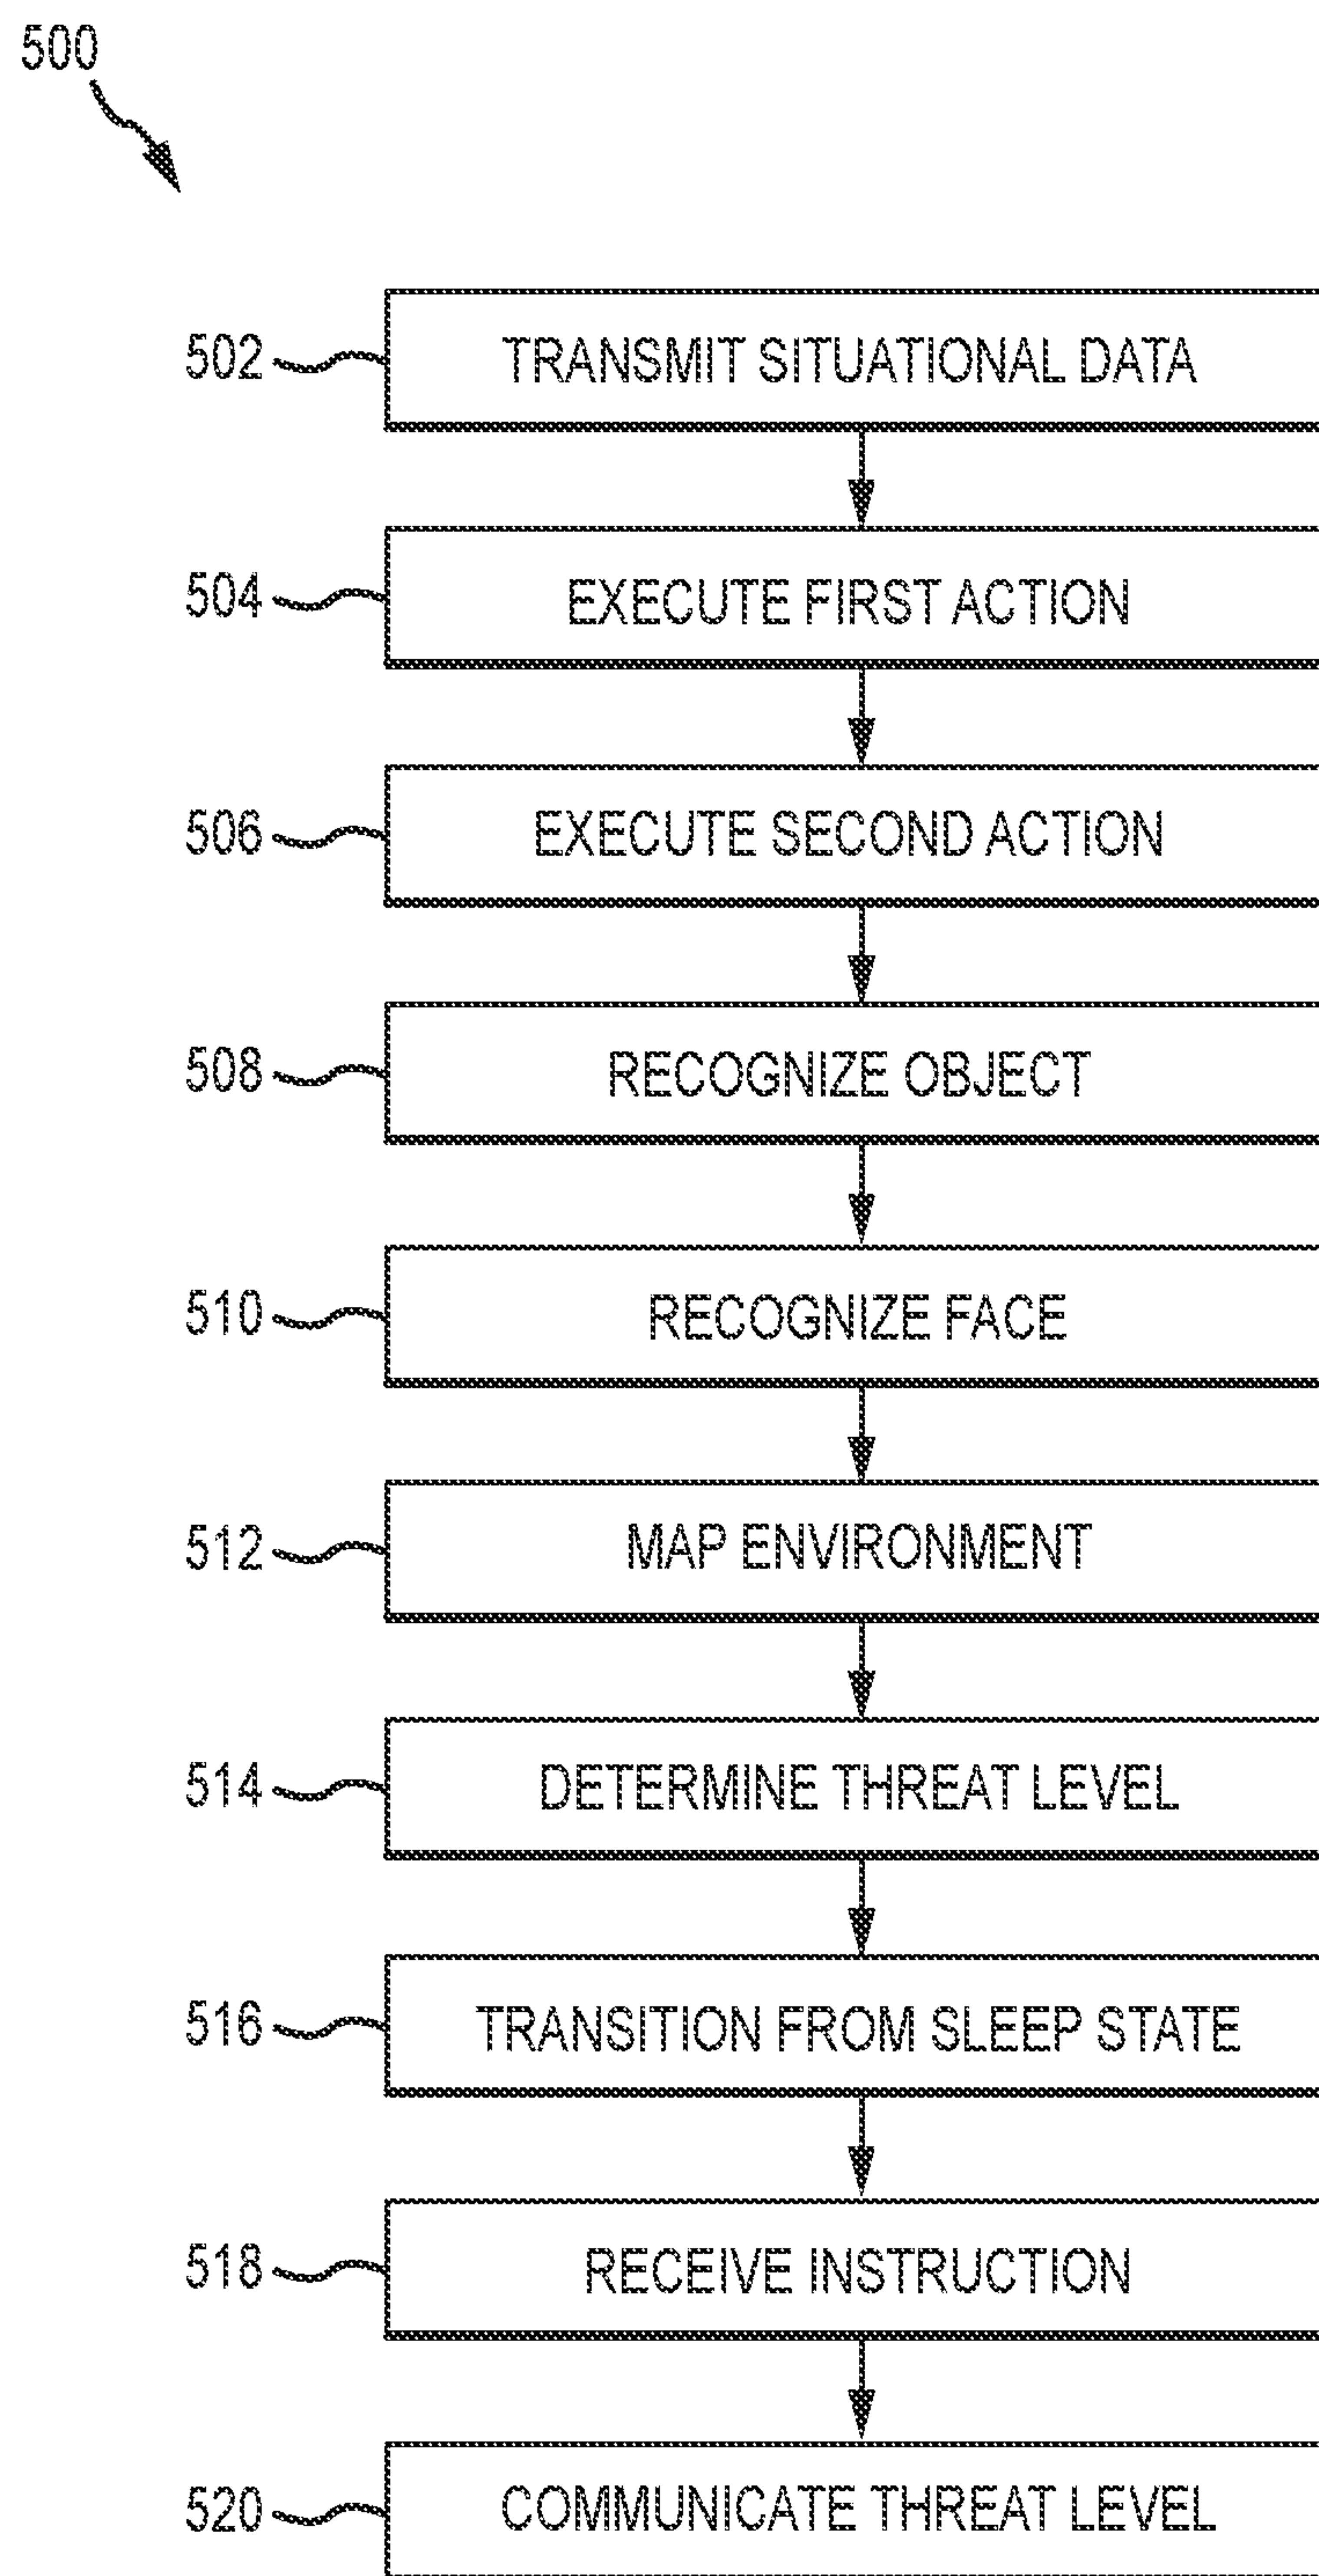 500
502 TRANSMIT SITUATIONAL DATA
504 EXECUTE FIRST ACTION
506 EXECUTE SECOND ACTION
508 RECOGNIZE OBJECT
510 RECOGNIZE FACE
512 MAP ENVIRONMENT
514 DETERMINE THREAT LEVEL
516 TRANSITION FROM SLEEP STATE
518 RECEIVE INSTRUCTION
520 COMMUNICATE THREAT LEVEL